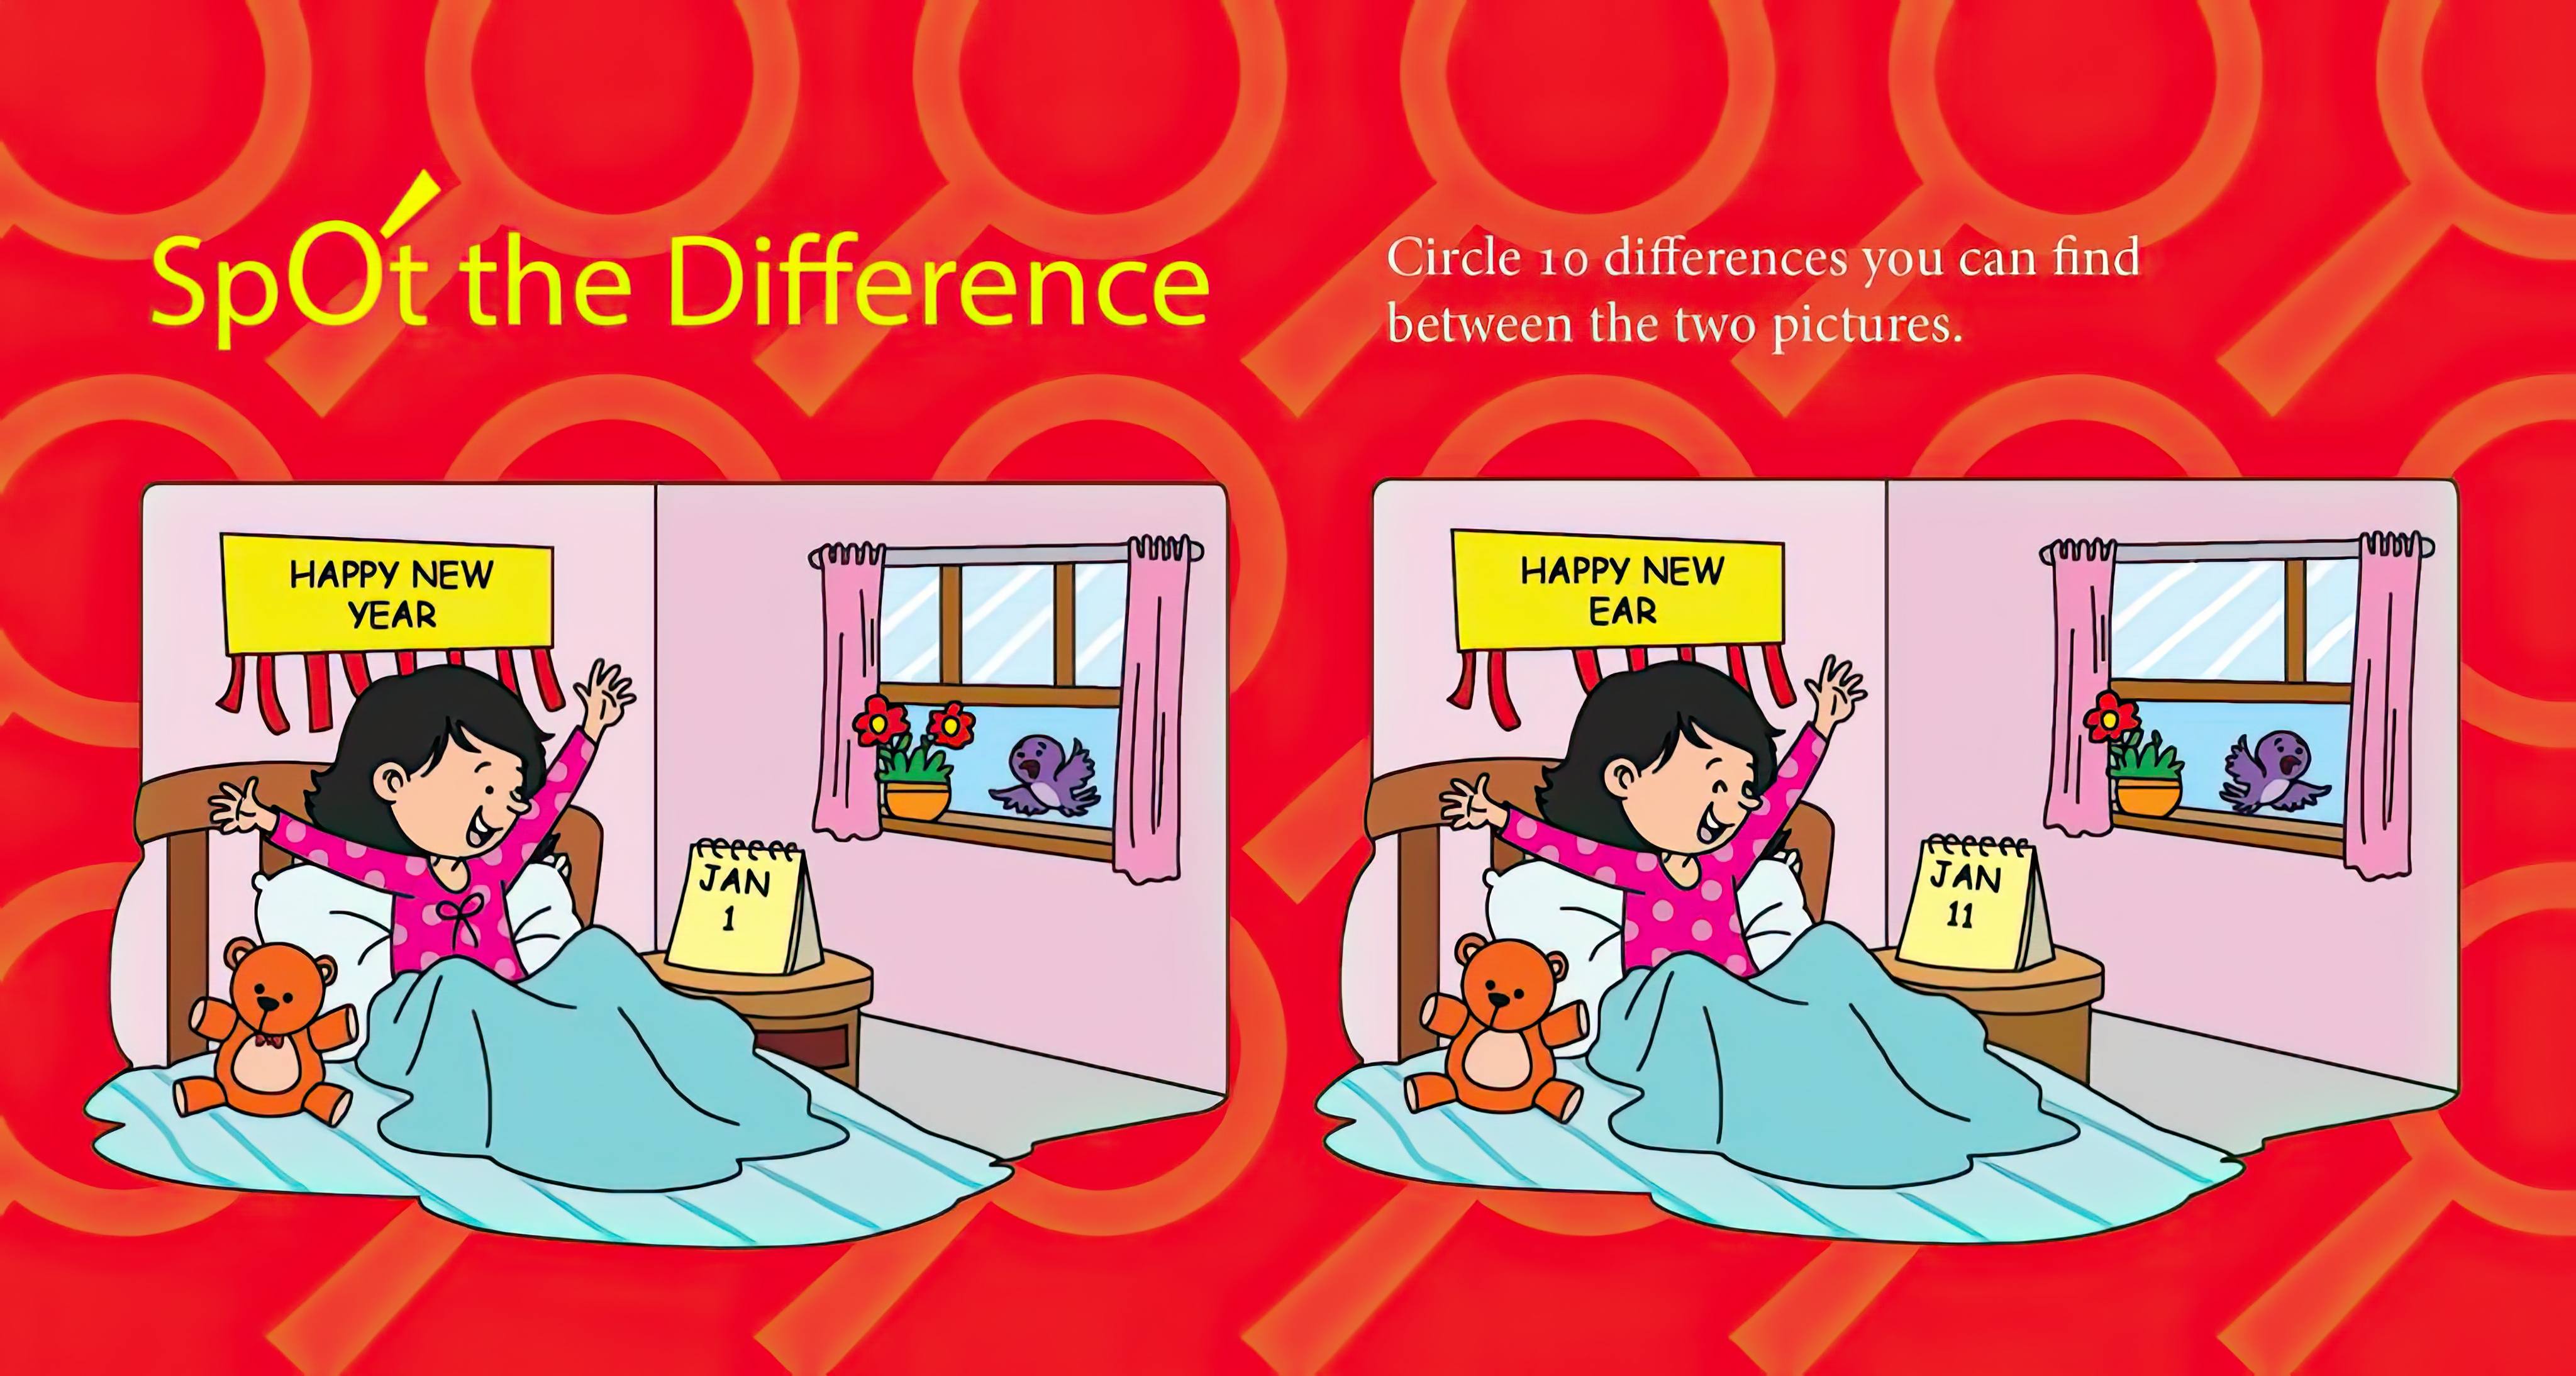 Spot the Difference
Circle 10 differences you can find
between the two pictures.
HAPPY NEW
YEAR
JAN
1
HAPPY NEW
EAR
JAN
11